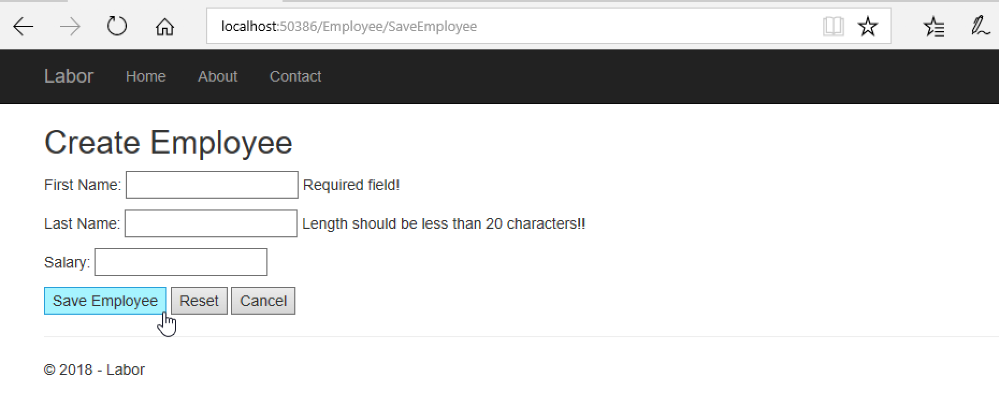 localhost:50386/Employee/SaveEmployee
Labor Home About Contact
Create Employee
First Name: Required field!
Last Name: Length should be less than 20 characters!!
Salary:
Save Employee Reset Cancel
© 2018 - Labor